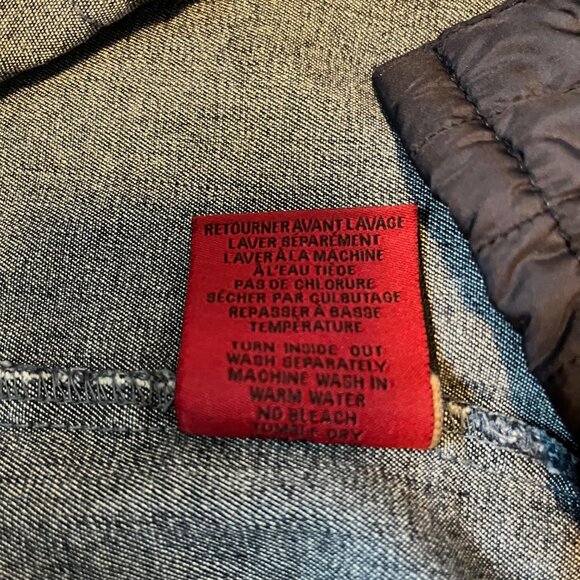 RETOURNER AVANT LAVAGE
LAVER SÉPARÉMENT
LAVER À LA MACHINE
À L'EAU TIÈDE
PAS DE CHLORURE
SÉCHER PAR CULBUTAGE
REPASSER À BASSE
TEMPÉRATURE
TURN INSIDE OUT
WASH SEPARATELY
MACHINE WASH IN
WARM WATER
NO BLEACH
TUMBLE DRY